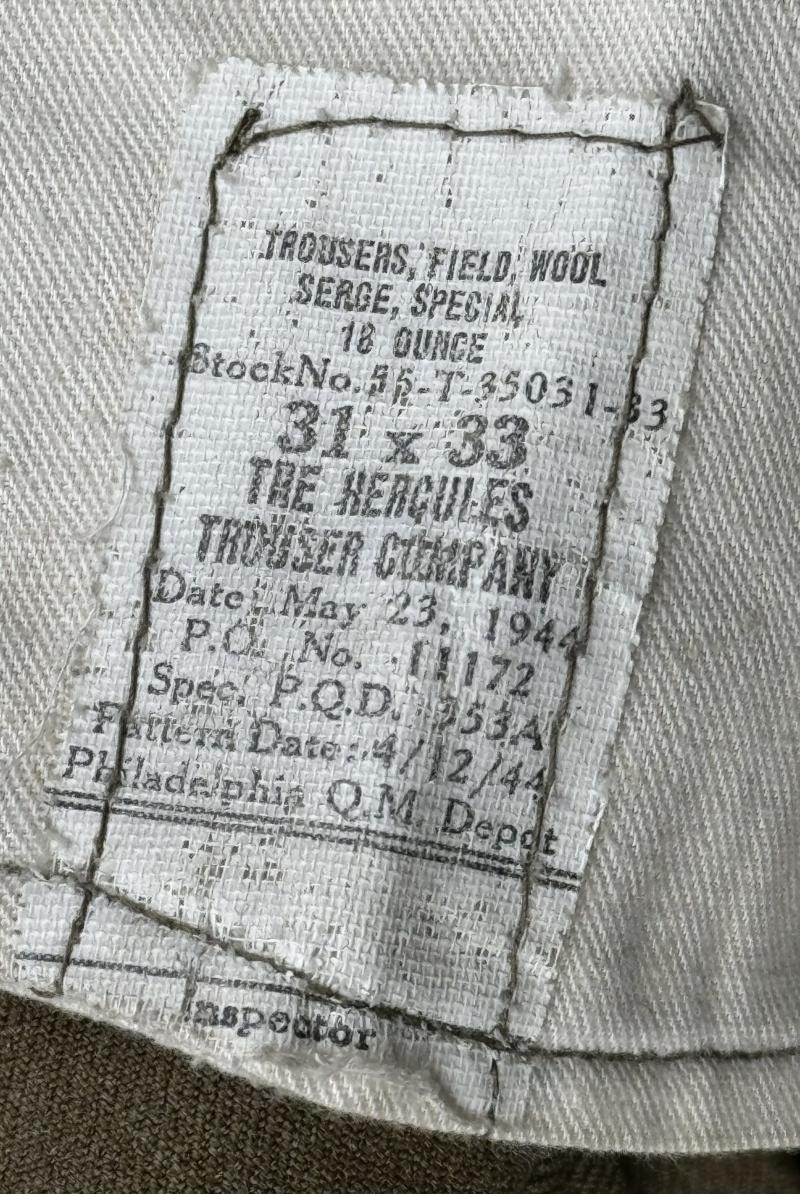 TROUSERS, FIELD, WOOL
SERGE, SPECIAL
18 OUNCE
Stock No. 55-T-35031-33
31 x 33
THE HERCULES
TROUSER COMPANY
Date: May 23, 1944
P.O. No. 11172
Spec. P.Q.D. 353A
Pattern Date: 4/12/44
Philadelphia Q.M. Depot
Inspector